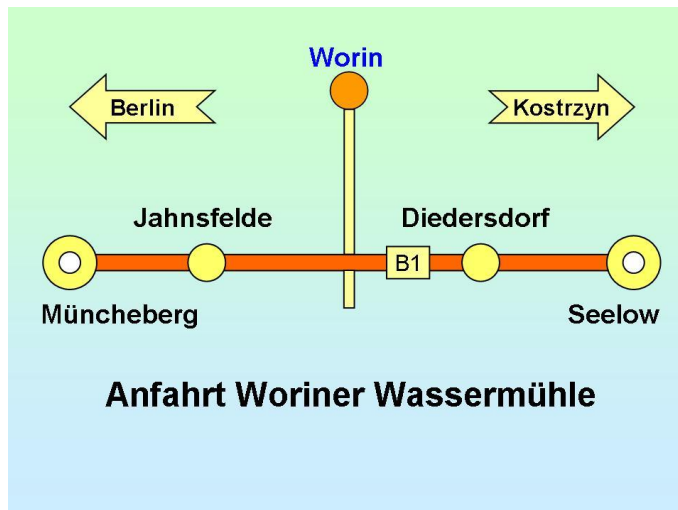 Worin
Berlin
Kostrzyn
Jahnsfelde
Diedersdorf
B1
Müncheberg
Seelow
Anfahrt Woriner Wassermühle